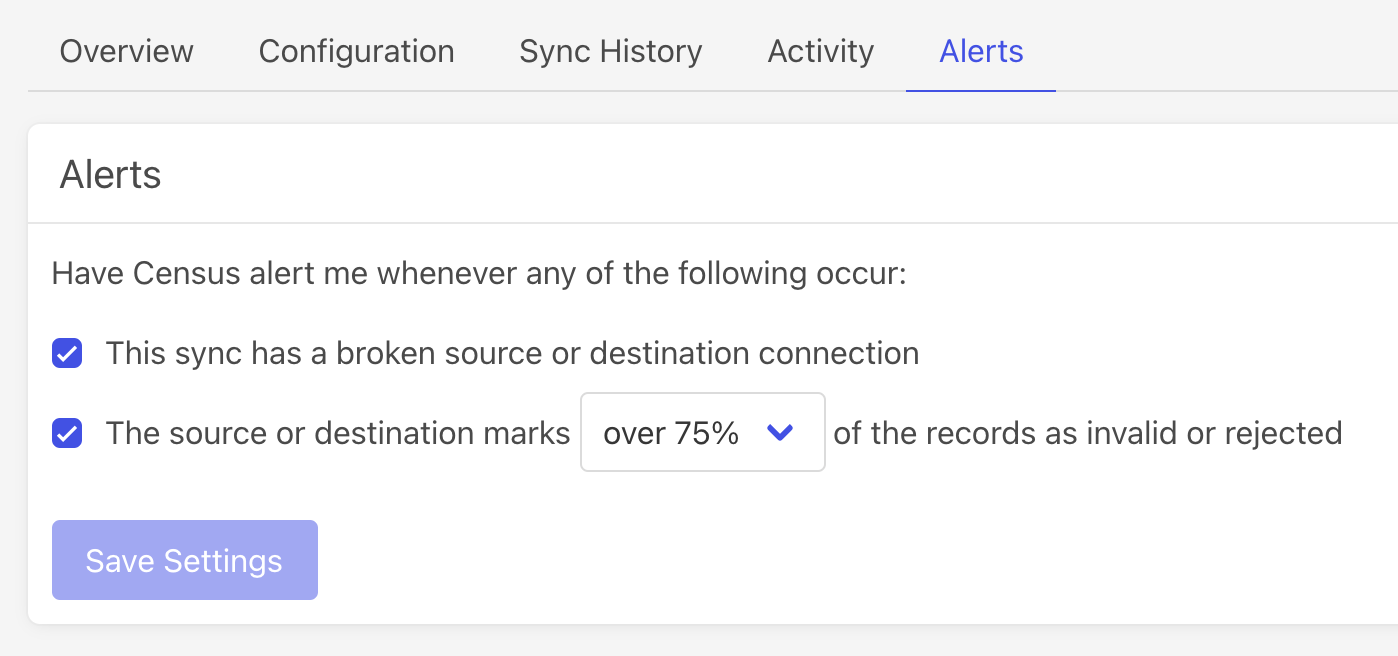 Overview Configuration Sync History Activity Alerts
Alerts
Have Census alert me whenever any of the following occur:
This sync has a broken source or destination connection
The source or destination marks over 75% of the records as invalid or rejected
Save Settings